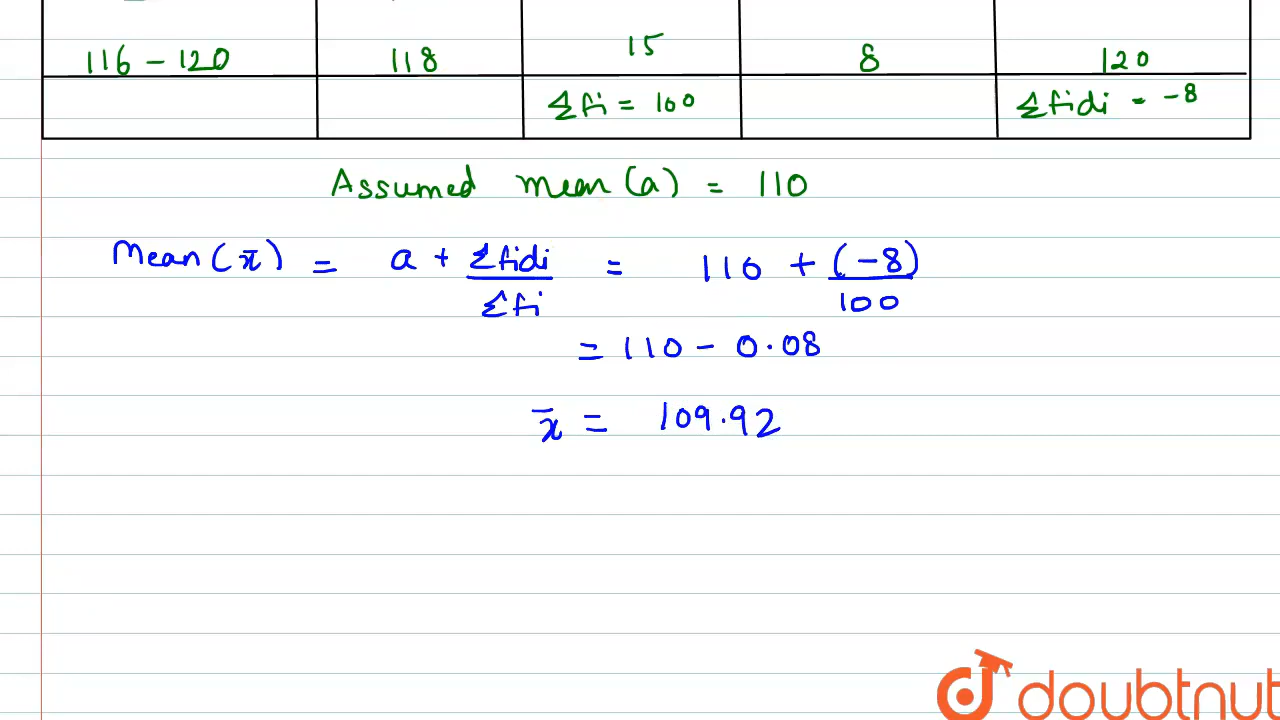 116 - 120 118 15 8 120
Σfi = 100 Σfidi = -8
Assumed mean (a) = 110
Mean (x̄) = a + Σfidi / Σfi = 110 + (-8) / 100
= 110 - 0.08
x̄ = 109.92
doubtnut